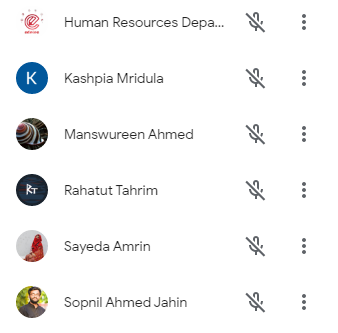 Human Resources Depa...
K
Kashpia Mridula
Manswureen Ahmed
RT
Rahatut Tahrim
Sayeda Amrin
Sopnil Ahmed Jahin